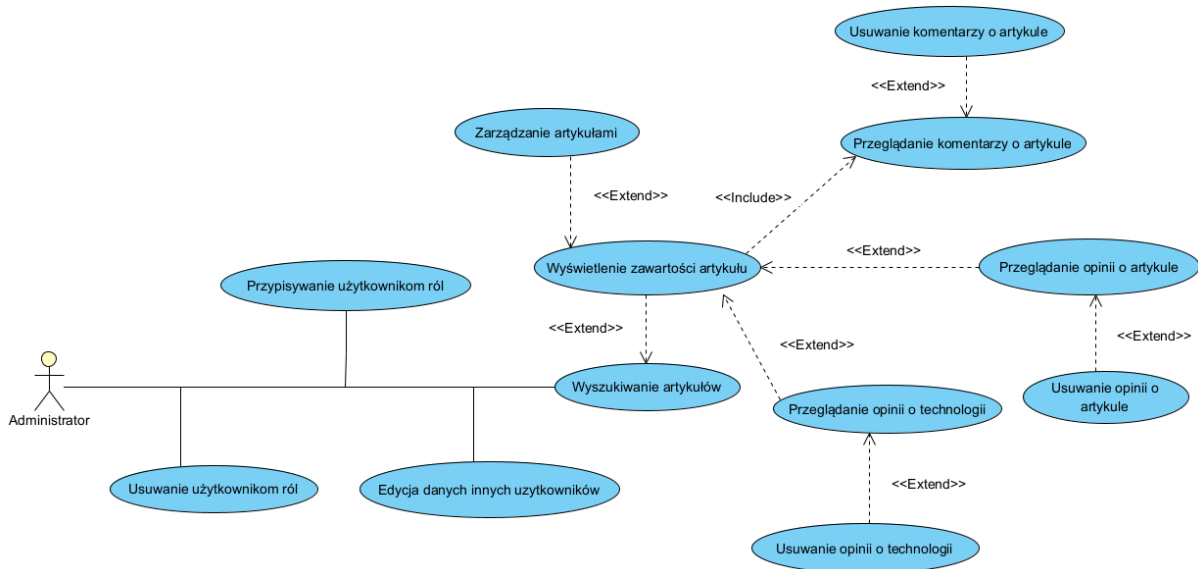 Usuwanie komentarzy o artykule
<<Extend>>
Zarządzanie artykułami
Przeglądanie komentarzy o artykule
<<Extend>>
<<Include>>
<<Extend>>
Wyświetlenie zawartości artykułu
Przeglądanie opinii o artykule
Przypisywanie użytkownikom ról
<<Extend>>
<<Extend>>
<<Extend>>
Wyszukiwanie artykułów
Usuwanie opinii o
artykule
Administrator
Przeglądanie opinii o technologii
Usuwanie użytkownikom ról
Edycja danych innych uzytkowników
<<Extend>>
Usuwanie opinii o technologii